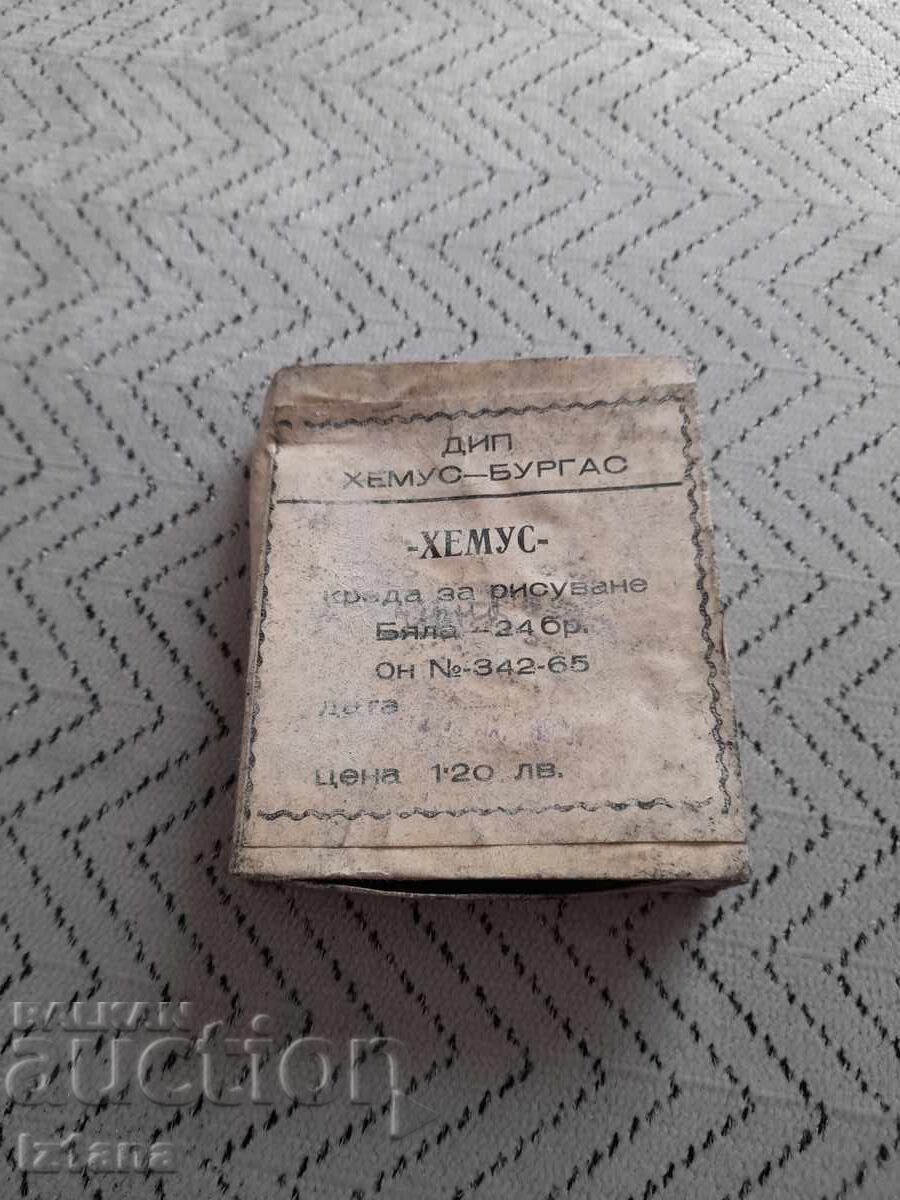 ДИП
ХЕМУС-БУРГАС
-ХЕМУС-
креда за рисуване
Бяла -24бр.
Он №-342-65
дата
цена 1·20 лв.
BALKAN
auction
Iztana